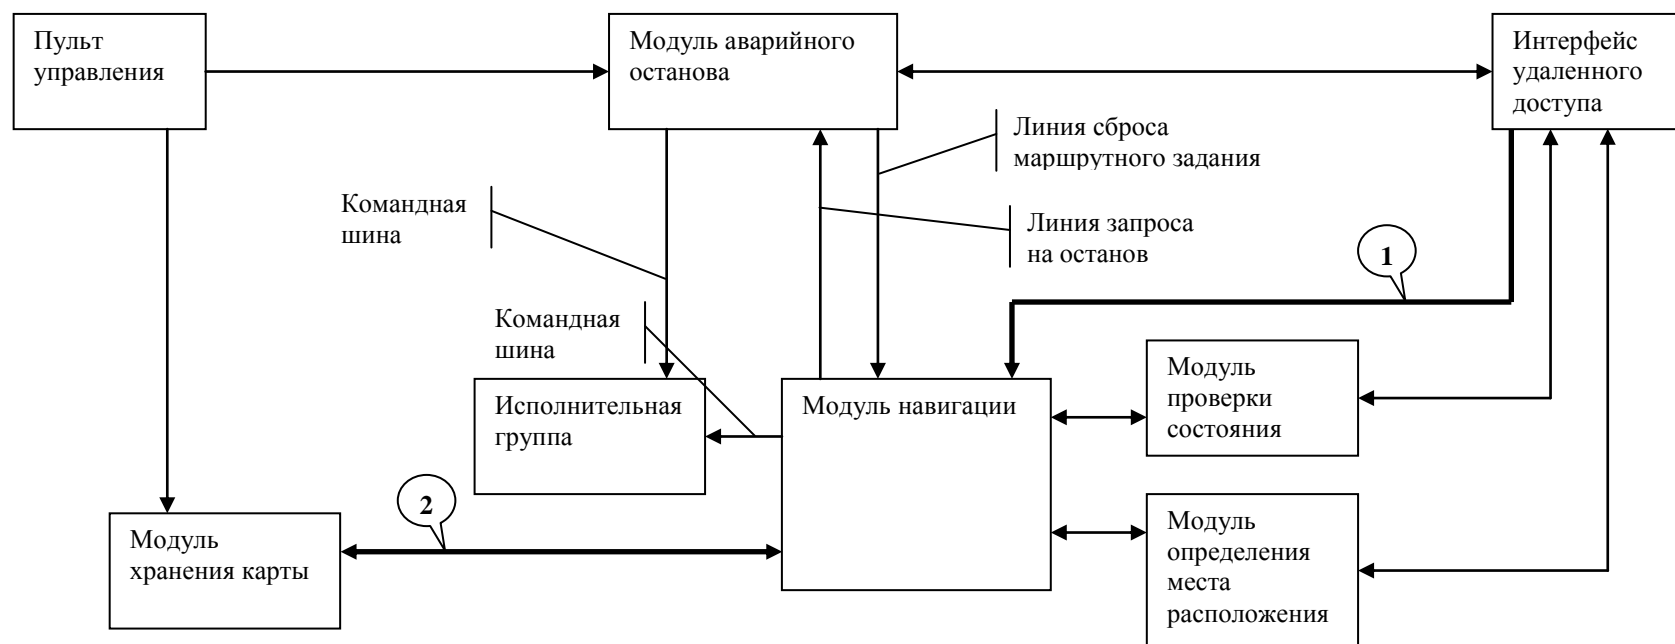 Пульт
управления
Модуль аварийного
останова
Интерфейс
удаленного
доступа
Линия сброса
маршрутного задания
Командная
шина
Линия запроса
на останов
1
Командная
шина
Исполнительная
группа
Модуль навигации
Модуль
проверки
состояния
2
Модуль
хранения карты
Модуль
определения
места
расположения